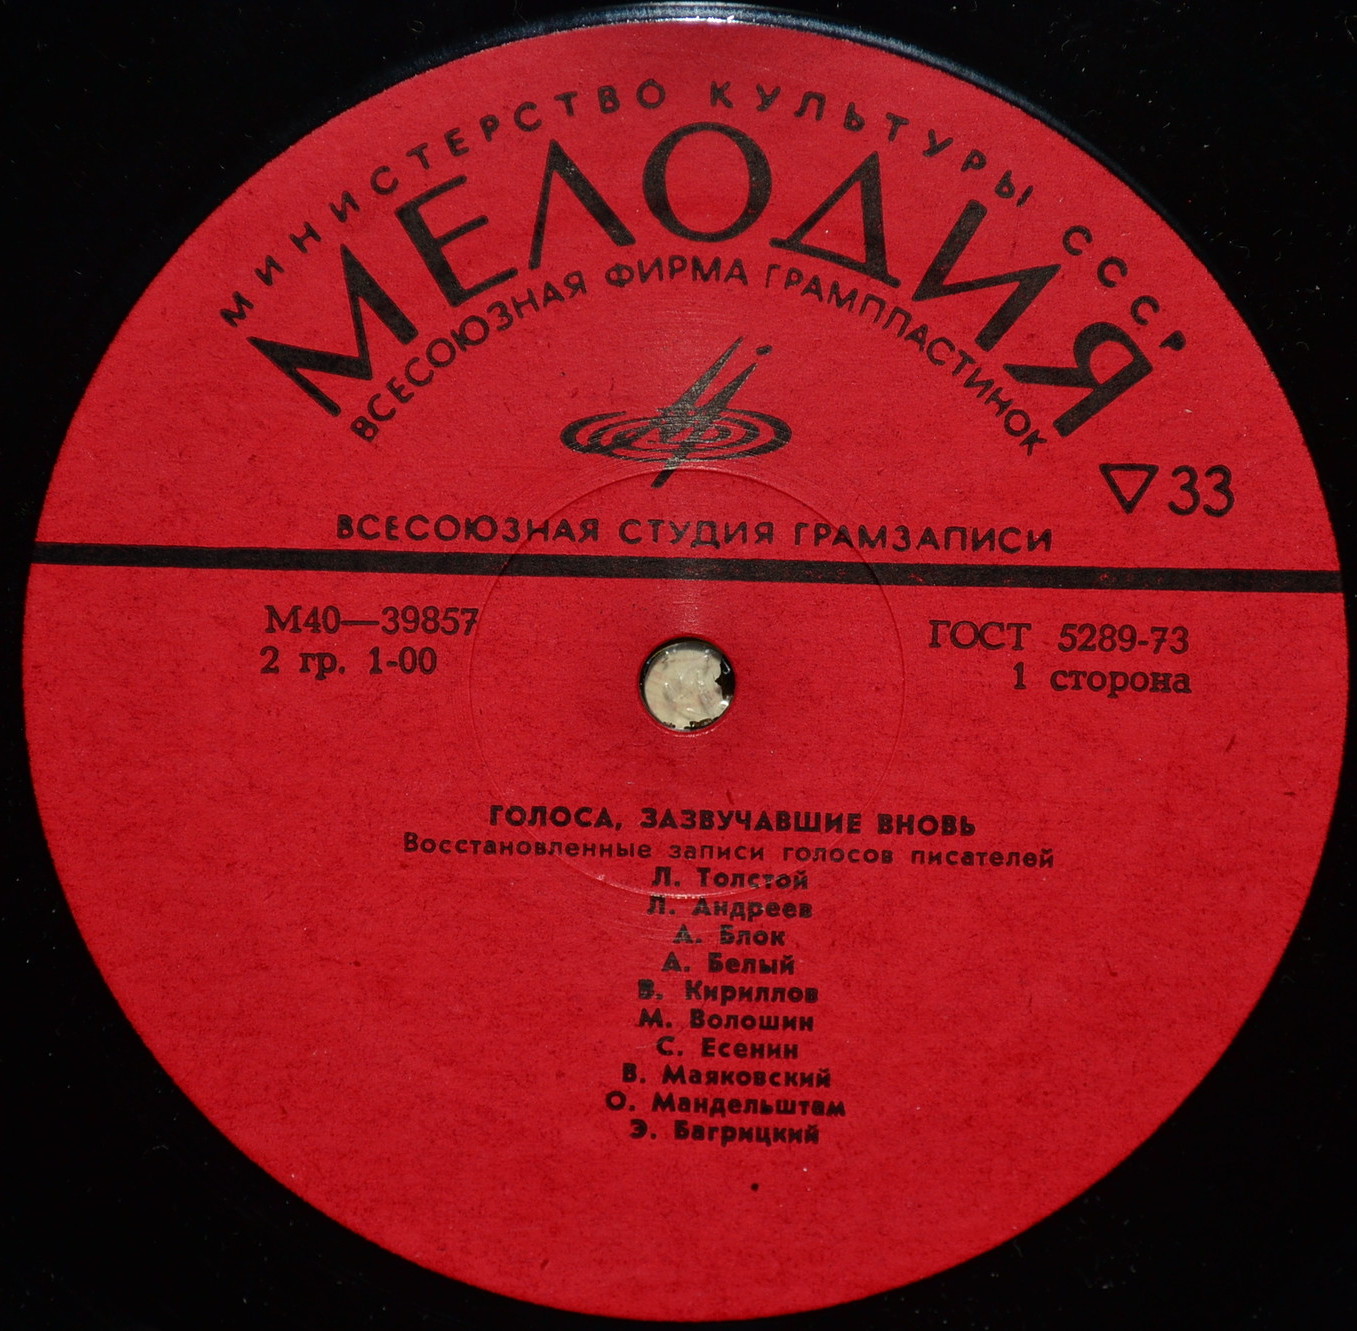 МИНИСТЕРСТВО КУЛЬТУРЫ СССР
МЕЛОДИЯ
ВСЕСОЮЗНАЯ ФИРМА ГРАМПЛАСТИНОК
▽33
ВСЕСОЮЗНАЯ СТУДИЯ ГРАМЗАПИСИ
М40—39857
2 гр. 1-00
ГОСТ 5289-73
1 сторона
ГОЛОСА, ЗАЗВУЧАВШИЕ ВНОВЬ
Восстановленные записи голосов писателей
Л. Толстой
Л. Андреев
А. Блок
А. Белый
В. Кириллов
М. Волошин
С. Есенин
В. Маяковский
О. Мандельштам
Э. Багрицкий